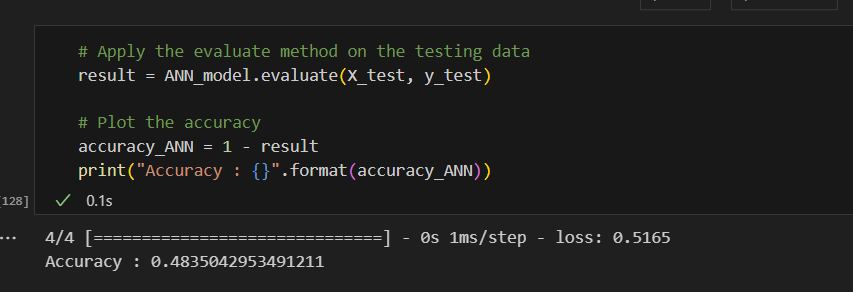 # Apply the evaluate method on the testing data
result = ANN_model.evaluate(X_test, y_test)
# Plot the accuracy
accuracy_ANN = 1 - result
print("Accuracy : {}".format(accuracy_ANN))
[128]
0.1s
4/4 [==============================] - 0s 1ms/step - loss: 0.5165
Accuracy : 0.4835042953491211